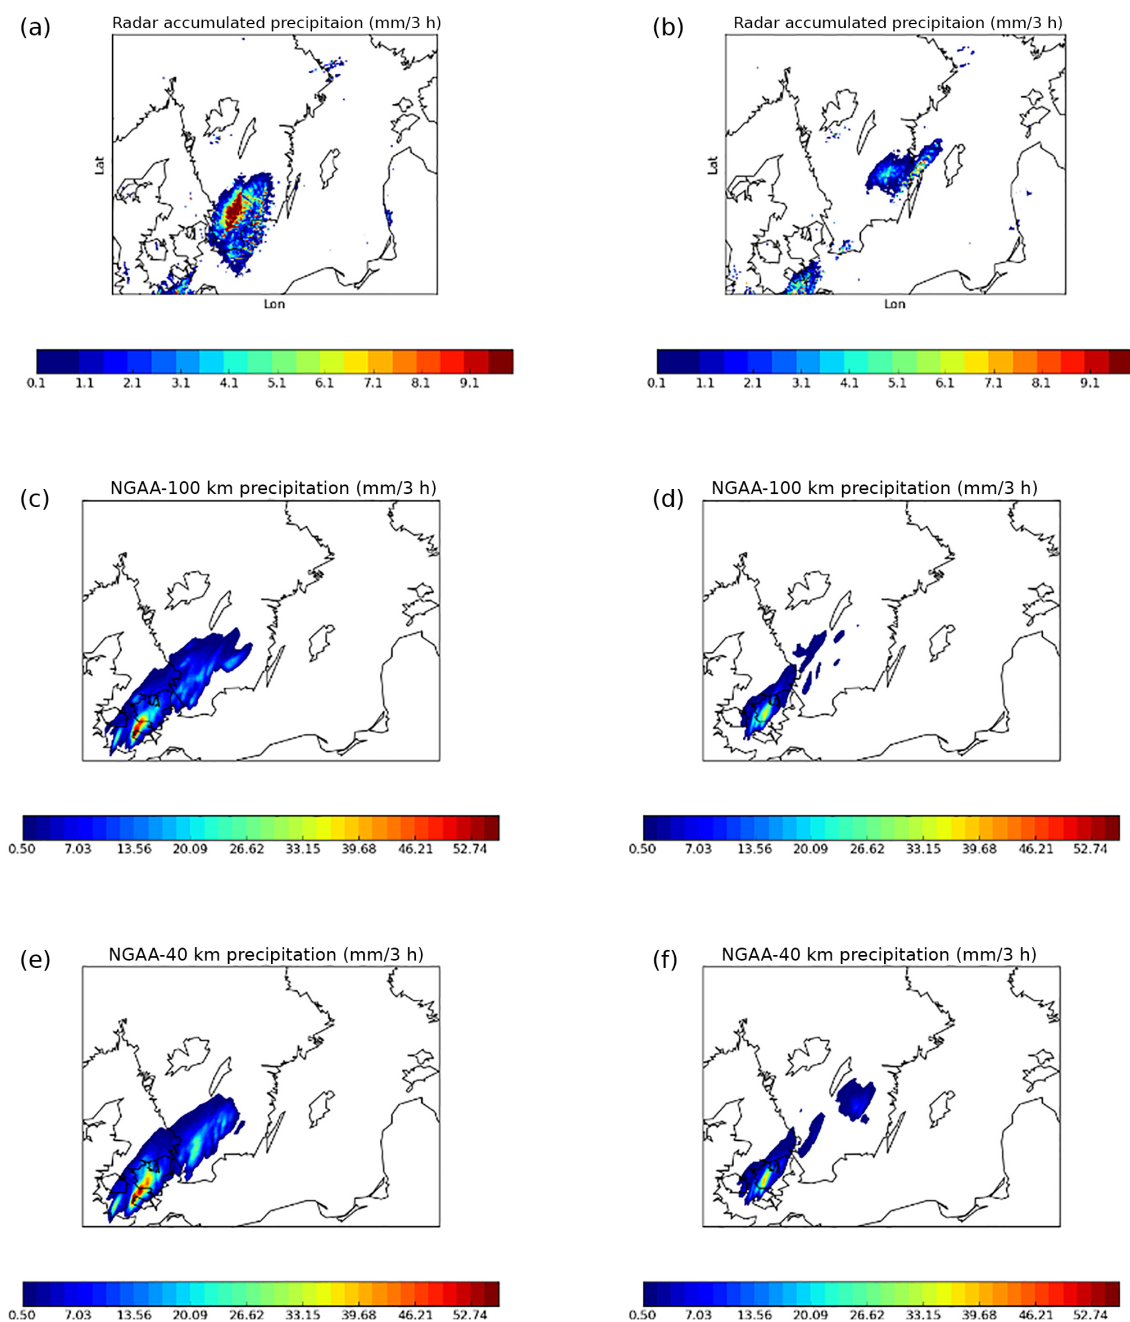 (a) Radar accumulated precipitaion (mm/3 h)
(b) Radar accumulated precipitaion (mm/3 h)
Lat
Lon
Lat
Lon
0.1 1.1 2.1 3.1 4.1 5.1 6.1 7.1 8.1 9.1
0.1 1.1 2.1 3.1 4.1 5.1 6.1 7.1 8.1 9.1
(c) NGAA-100 km precipitation (mm/3 h)
(d) NGAA-100 km precipitation (mm/3 h)
0.50 7.03 13.56 20.09 26.62 33.15 39.68 46.21 52.74
0.50 7.03 13.56 20.09 26.62 33.15 39.68 46.21 52.74
(e) NGAA-40 km precipitation (mm/3 h)
(f) NGAA-40 km precipitation (mm/3 h)
0.50 7.03 13.56 20.09 26.62 33.15 39.68 46.21 52.74
0.50 7.03 13.56 20.09 26.62 33.15 39.68 46.21 52.74